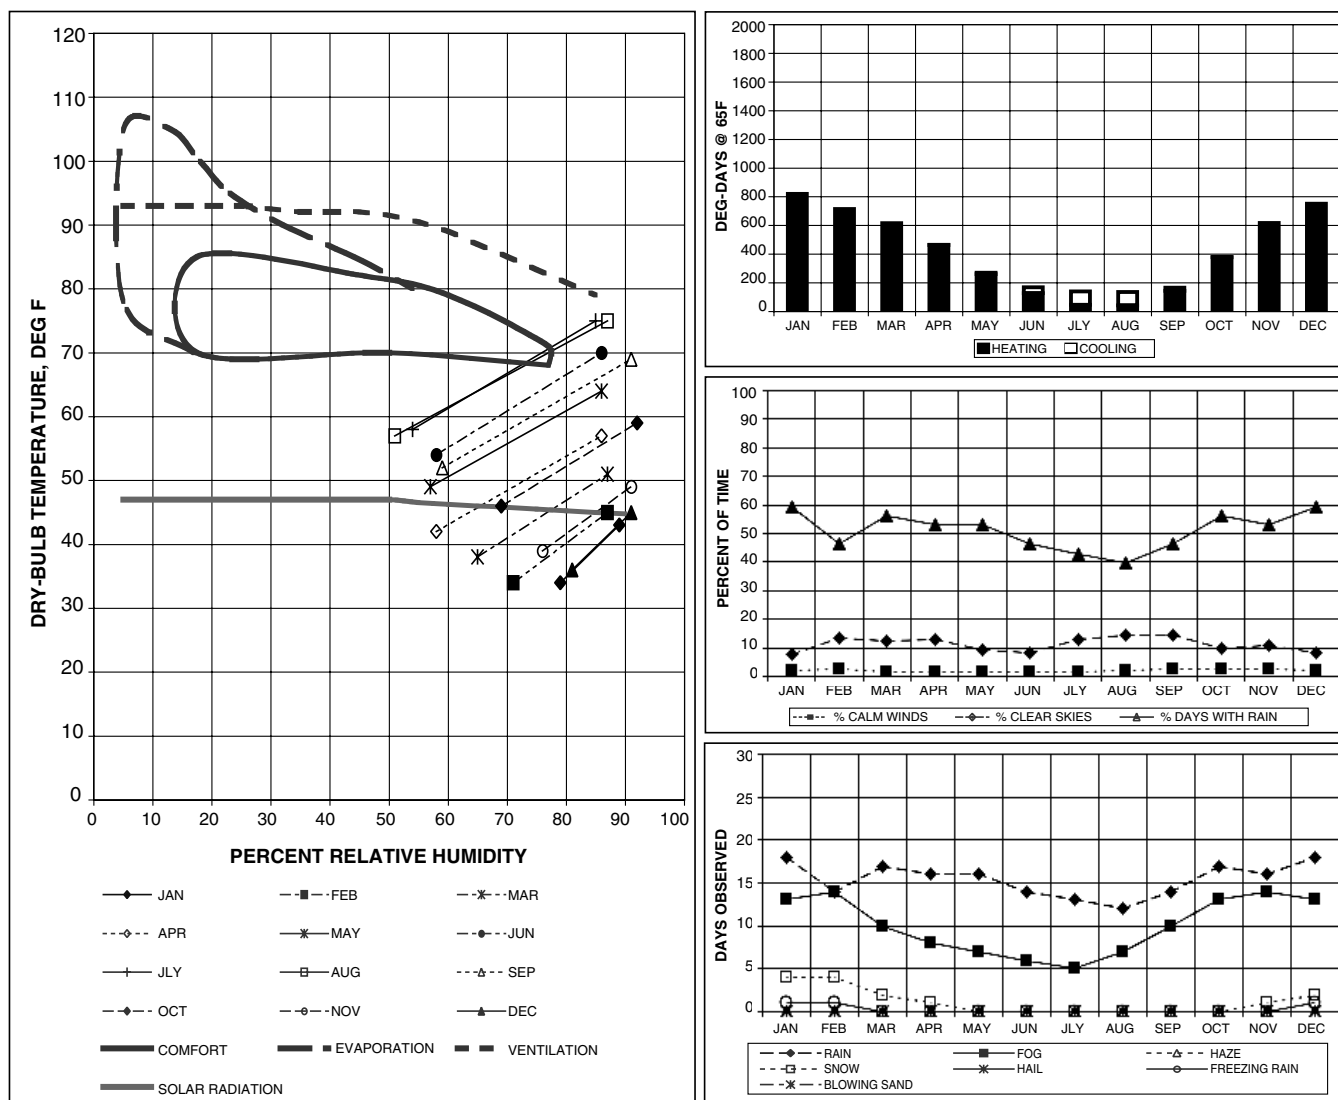 DRY-BULB TEMPERATURE, DEG F
120
110
100
90
80
70
60
50
40
30
20
10
0
0 10 20 30 40 50 60 70 80 90 100
PERCENT RELATIVE HUMIDITY
JAN FEB MAR
APR MAY JUN
JLY AUG SEP
OCT NOV DEC
COMFORT EVAPORATION VENTILATION
SOLAR RADIATION
DEG-DAYS @ 65F
2000
1800
1600
1400
1200
1000
800
600
400
200
0
JAN FEB MAR APR MAY JUN JLY AUG SEP OCT NOV DEC
HEATING COOLING
PERCENT OF TIME
100
90
80
70
60
50
40
30
20
10
0
JAN FEB MAR APR MAY JUN JLY AUG SEP OCT NOV DEC
% CALM WINDS % CLEAR SKIES % DAYS WITH RAIN
DAYS OBSERVED
30
25
20
15
10
5
0
JAN FEB MAR APR MAY JUN JLY AUG SEP OCT NOV DEC
RAIN FOG HAZE
SNOW HAIL FREEZING RAIN
BLOWING SAND